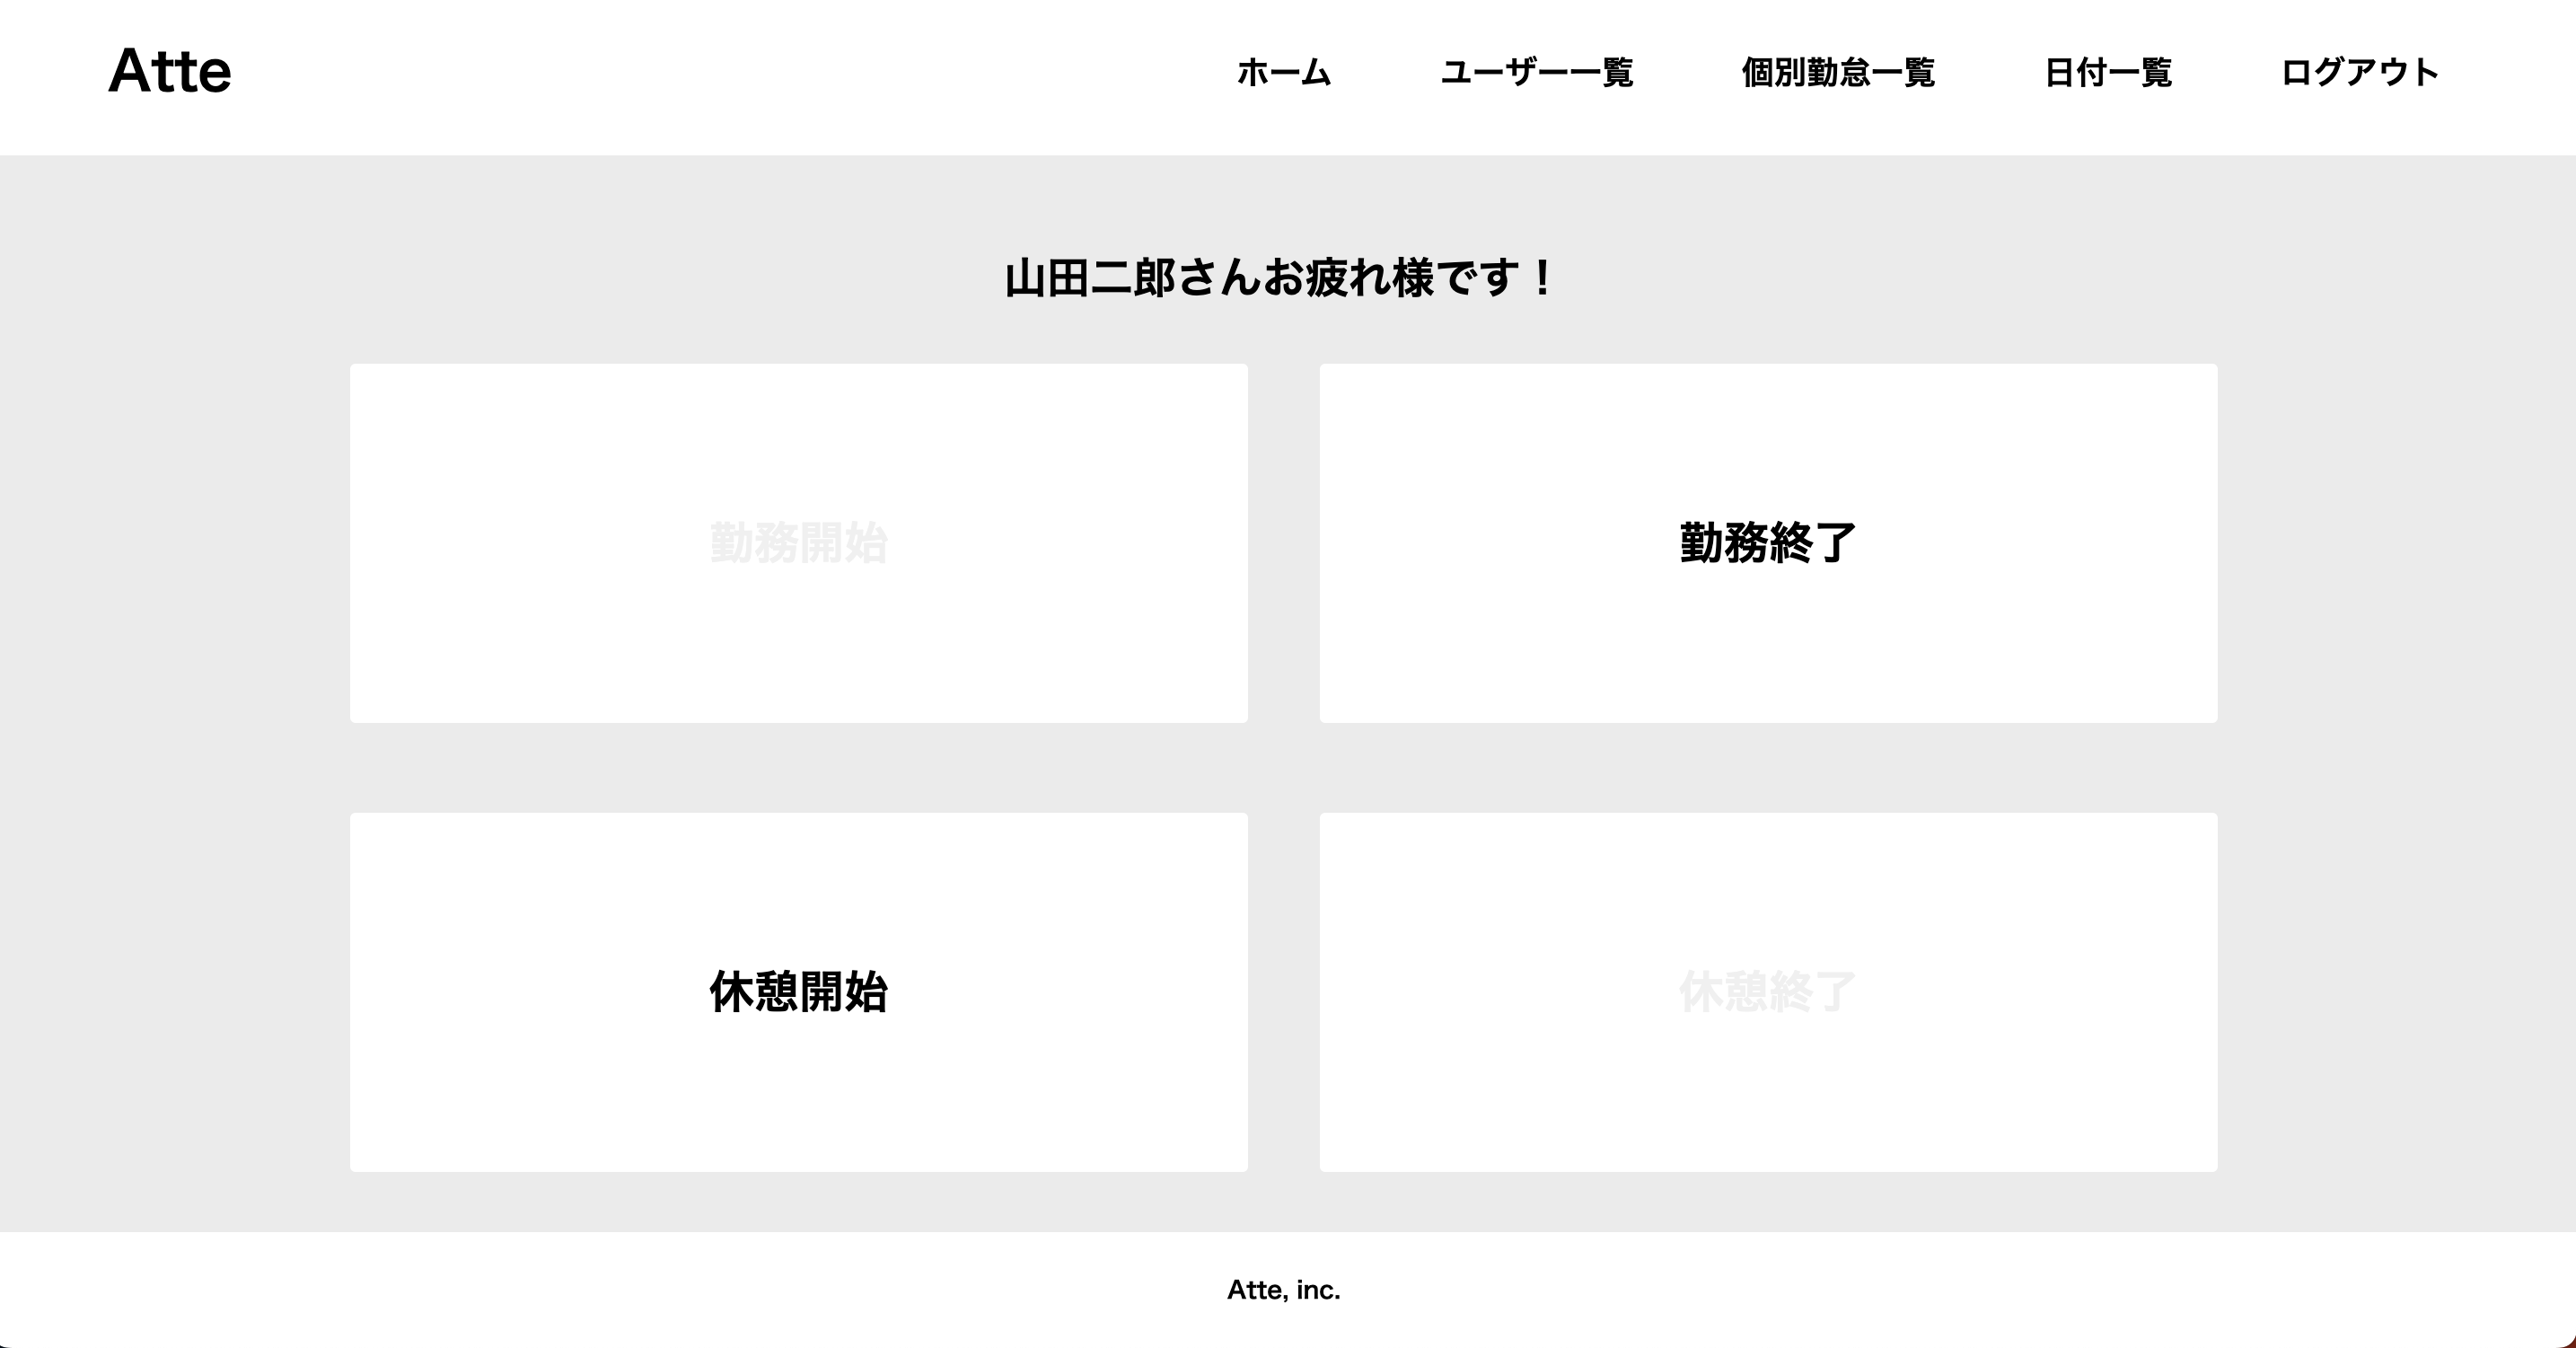 Atte
ホーム ユーザー一覧 個別勤怠一覧 日付一覧 ログアウト
山田二郎さんお疲れ様です！
勤務開始 勤務終了
休憩開始 休憩終了
Atte, inc.